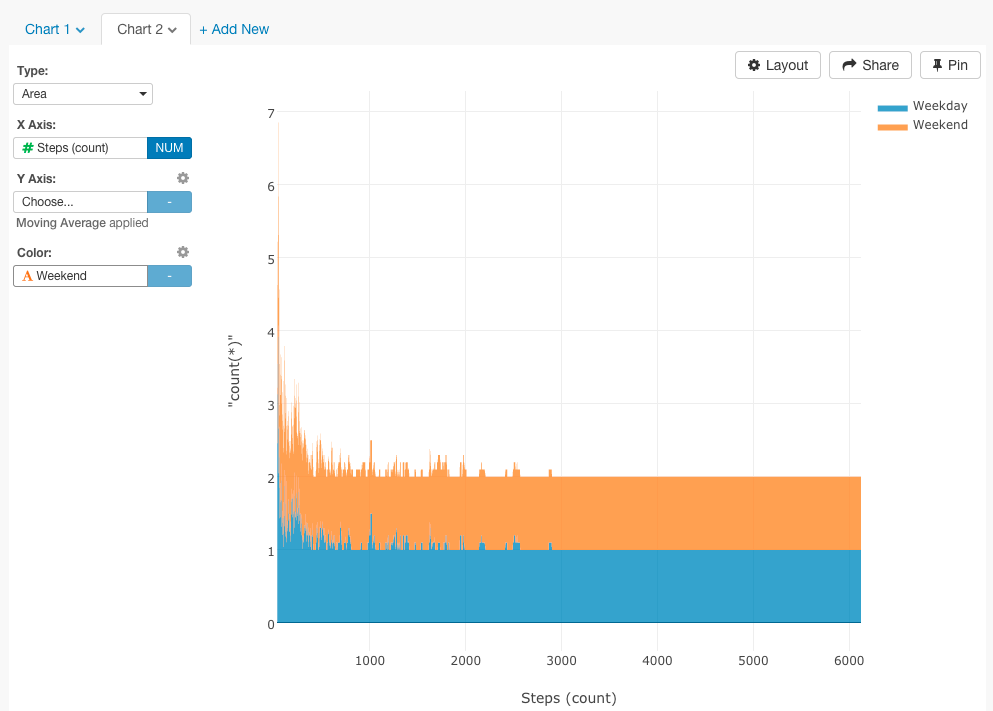 Chart 1
Chart 2
+ Add New
Layout
Share
Pin
Type:
Area
X Axis:
# Steps (count) NUM
Y Axis:
Choose... -
Moving Average applied
Color:
A Weekend -
Weekday
Weekend
7
6
5
4
3
2
1
0
"count(*)"
1000 2000 3000 4000 5000 6000
Steps (count)